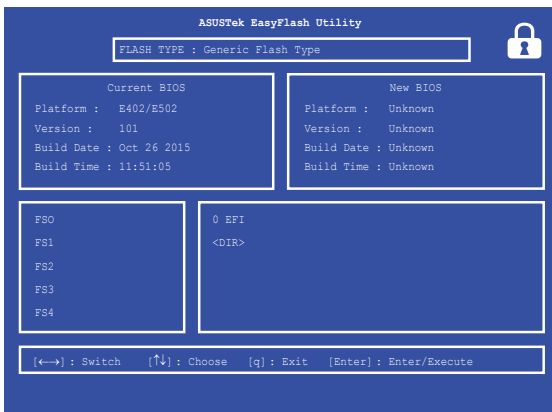 ASUSTek EasyFlash Utility
FLASH TYPE : Generic Flash Type
Current BIOS
Platform : E402/E502
Version : 101
Build Date : Oct 26 2015
Build Time : 11:51:05
New BIOS
Platform : Unknown
Version : Unknown
Build Date : Unknown
Build Time : Unknown
FSO
FS1
FS2
FS3
FS4
0 EFI
<DIR>
[←→] : Switch [↑↓] : Choose [q] : Exit [Enter] : Enter/Execute